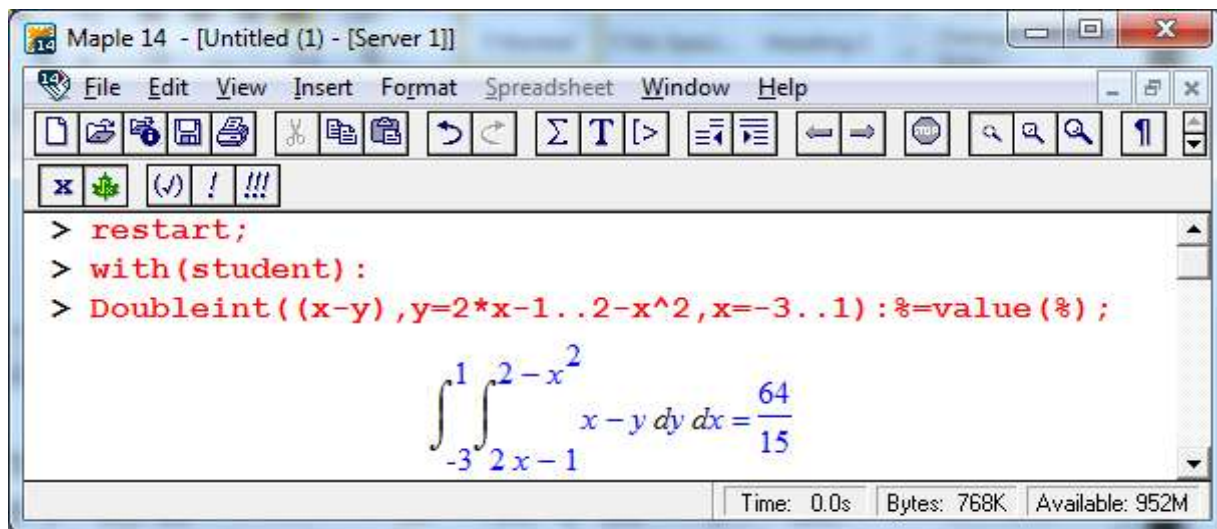 Maple 14 - [Untitled (1) - [Server 1]]
File Edit View Insert Format Spreadsheet Window Help
Σ T [> STOP ¶
x (√) ! !!!
> restart;
> with(student):
> Doubleint((x-y),y=2*x-1..2-x^2,x=-3..1):%=value(%);
∫_{-3}^{1} ∫_{2 x - 1}^{2 - x^2} x - y dy dx = 64/15
Time: 0.0s Bytes: 768K Available: 952M